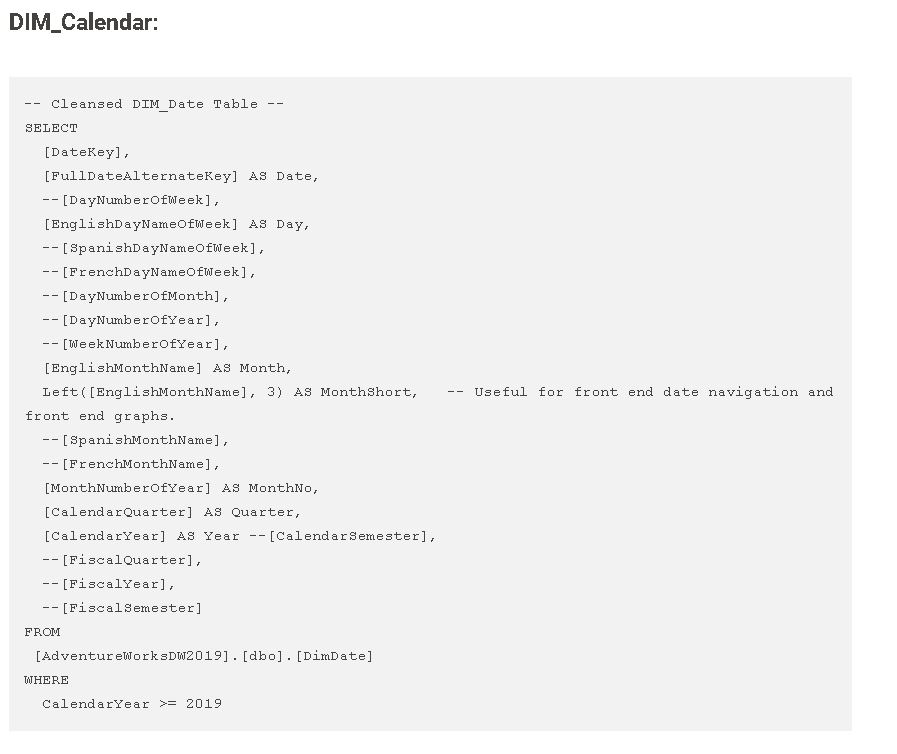 DIM_Calendar:
-- Cleansed DIM_Date Table --
SELECT
[DateKey],
[FullDateAlternateKey] AS Date,
--[DayNumberOfWeek],
[EnglishDayNameOfWeek] AS Day,
--[SpanishDayNameOfWeek],
--[FrenchDayNameOfWeek],
--[DayNumberOfMonth],
--[DayNumberOfYear],
--[WeekNumberOfYear],
[EnglishMonthName] AS Month,
Left([EnglishMonthName], 3) AS MonthShort,   -- Useful for front end date navigation and
front end graphs.
--[SpanishMonthName],
--[FrenchMonthName],
[MonthNumberOfYear] AS MonthNo,
[CalendarQuarter] AS Quarter,
[CalendarYear] AS Year --[CalendarSemester],
--[FiscalQuarter],
--[FiscalYear],
--[FiscalSemester]
FROM
[AdventureWorksDW2019].[dbo].[DimDate]
WHERE
CalendarYear >= 2019